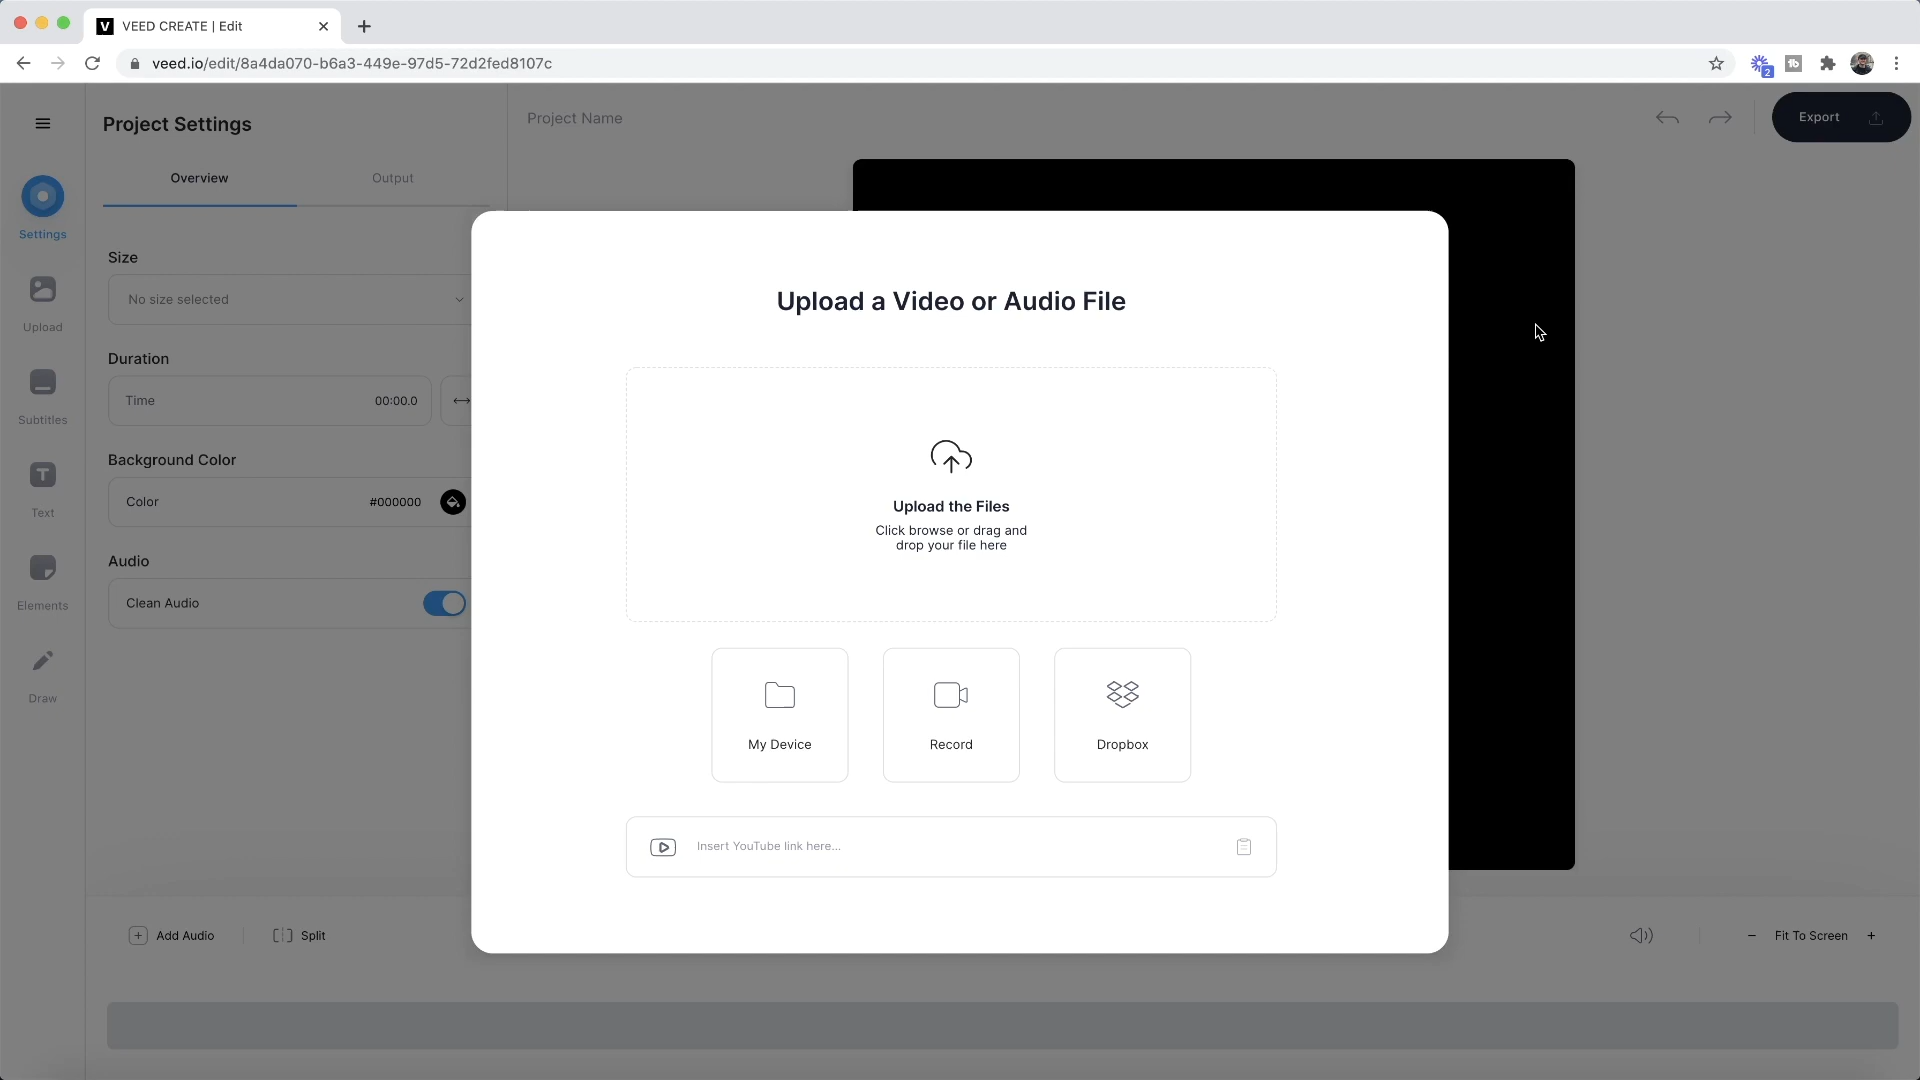 VEED CREATE | Edit
veed.io/edit/8a4da070-b6a3-449e-97d5-72d2fed8107c
2
Project Settings
Project Name
Export
Overview
Output
Settings
Size
No size selected
Upload
Duration
Time
00:00.0
Subtitles
Background Color
Color
#000000
Text
Audio
Clean Audio
Elements
Draw
Upload a Video or Audio File
Upload the Files
Click browse or drag and
drop your file here
My Device
Record
Dropbox
Insert YouTube link here...
Add Audio
Split
Fit To Screen